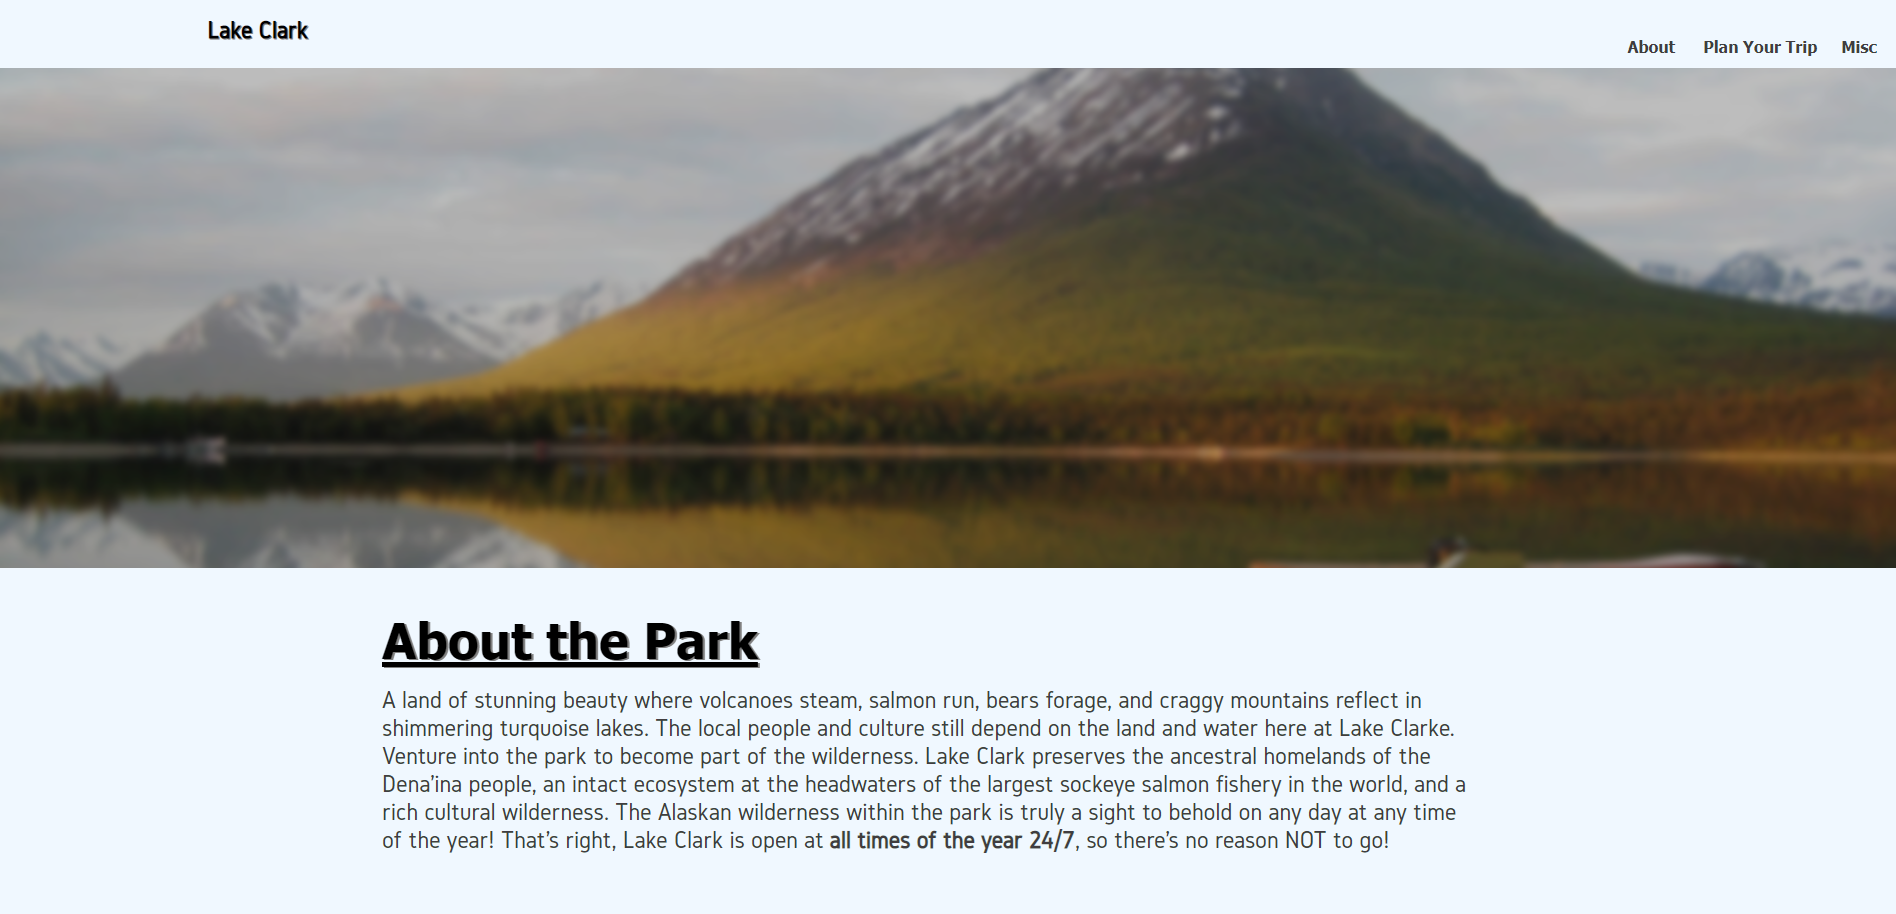 Lake Clark
About Plan Your Trip Misc
About the Park
A land of stunning beauty where volcanoes steam, salmon run, bears forage, and craggy mountains reflect in
shimmering turquoise lakes. The local people and culture still depend on the land and water here at Lake Clarke.
Venture into the park to become part of the wilderness. Lake Clark preserves the ancestral homelands of the
Dena'ina people, an intact ecosystem at the headwaters of the largest sockeye salmon fishery in the world, and a
rich cultural wilderness. The Alaskan wilderness within the park is truly a sight to behold on any day at any time
of the year! That's right, Lake Clark is open at all times of the year 24/7, so there's no reason NOT to go!